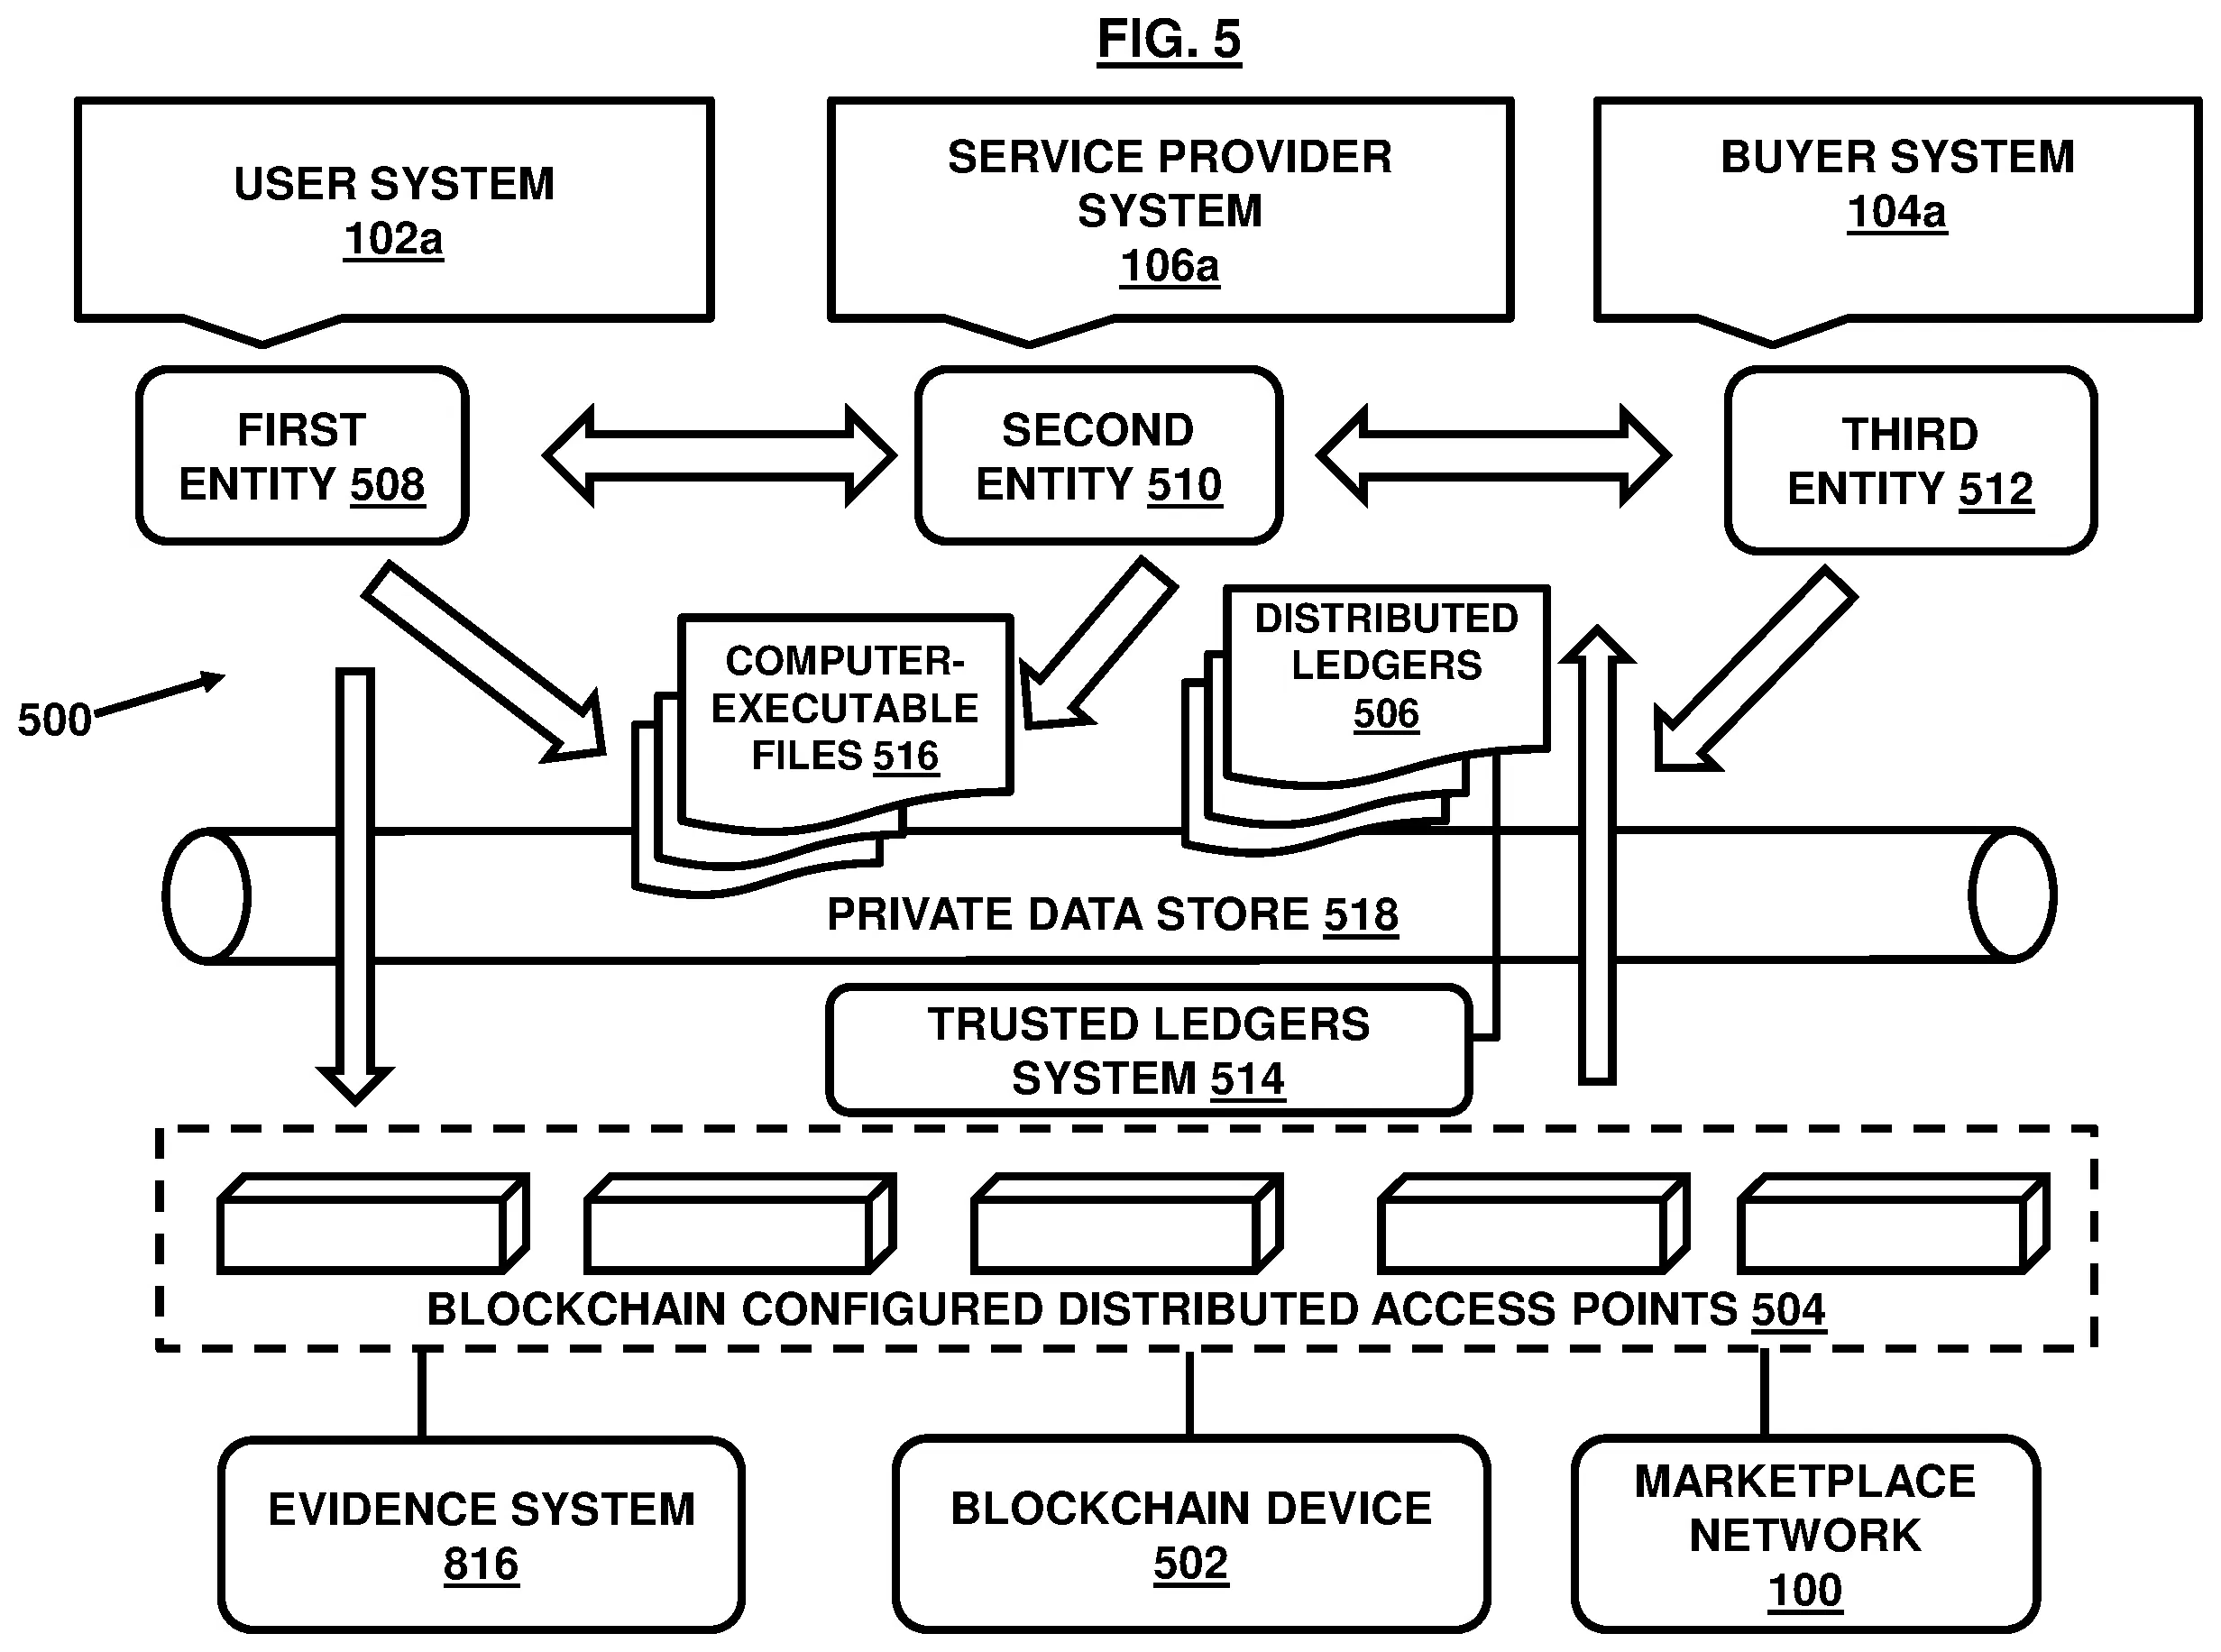 FIG. 5
USER SYSTEM
102a
SERVICE PROVIDER
SYSTEM
106a
BUYER SYSTEM
104a
FIRST
ENTITY 508
SECOND
ENTITY 510
THIRD
ENTITY 512
500
COMPUTER-
EXECUTABLE
FILES 516
DISTRIBUTED
LEDGERS
506
PRIVATE DATA STORE 518
TRUSTED LEDGERS
SYSTEM 514
BLOCKCHAIN CONFIGURED DISTRIBUTED ACCESS POINTS 504
EVIDENCE SYSTEM
816
BLOCKCHAIN DEVICE
502
MARKETPLACE
NETWORK
100